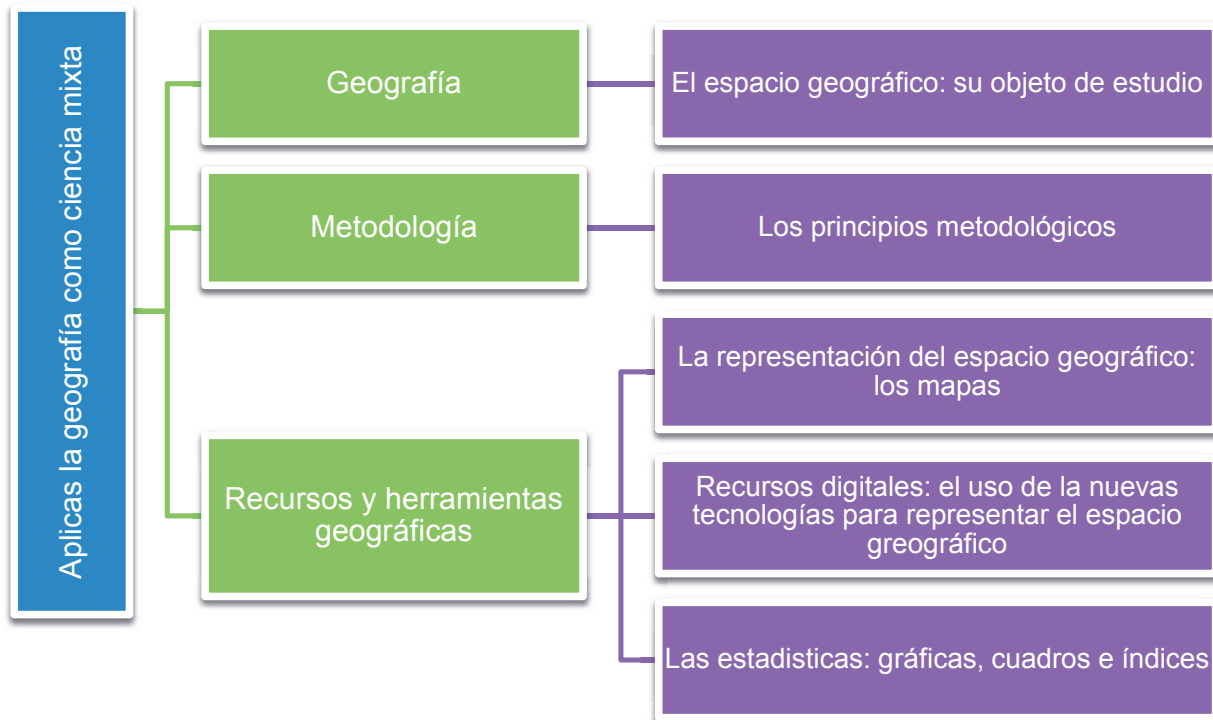 Aplicas la geografía como ciencia mixta
Geografía
El espacio geográfico: su objeto de estudio
Metodología
Los principios metodológicos
Recursos y herramientas
geográficas
La representación del espacio geográfico:
los mapas
Recursos digitales: el uso de la nuevas
tecnologías para representar el espacio
greográfico
Las estadisticas: gráficas, cuadros e índices